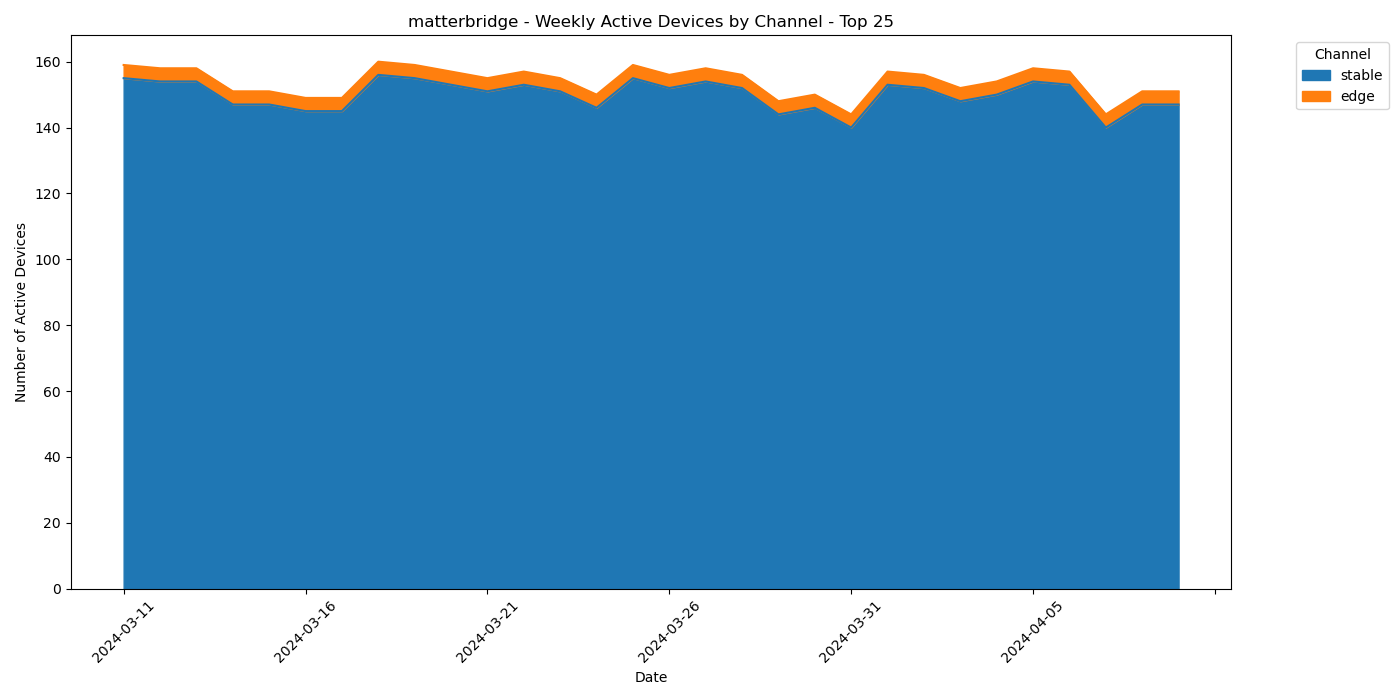 matterbridge - Weekly Active Devices by Channel - Top 25
Channel
stable
edge
Number of Active Devices
160
140
120
100
80
60
40
20
0
2024-03-11
2024-03-16
2024-03-21
2024-03-26
2024-03-31
2024-04-05
Date